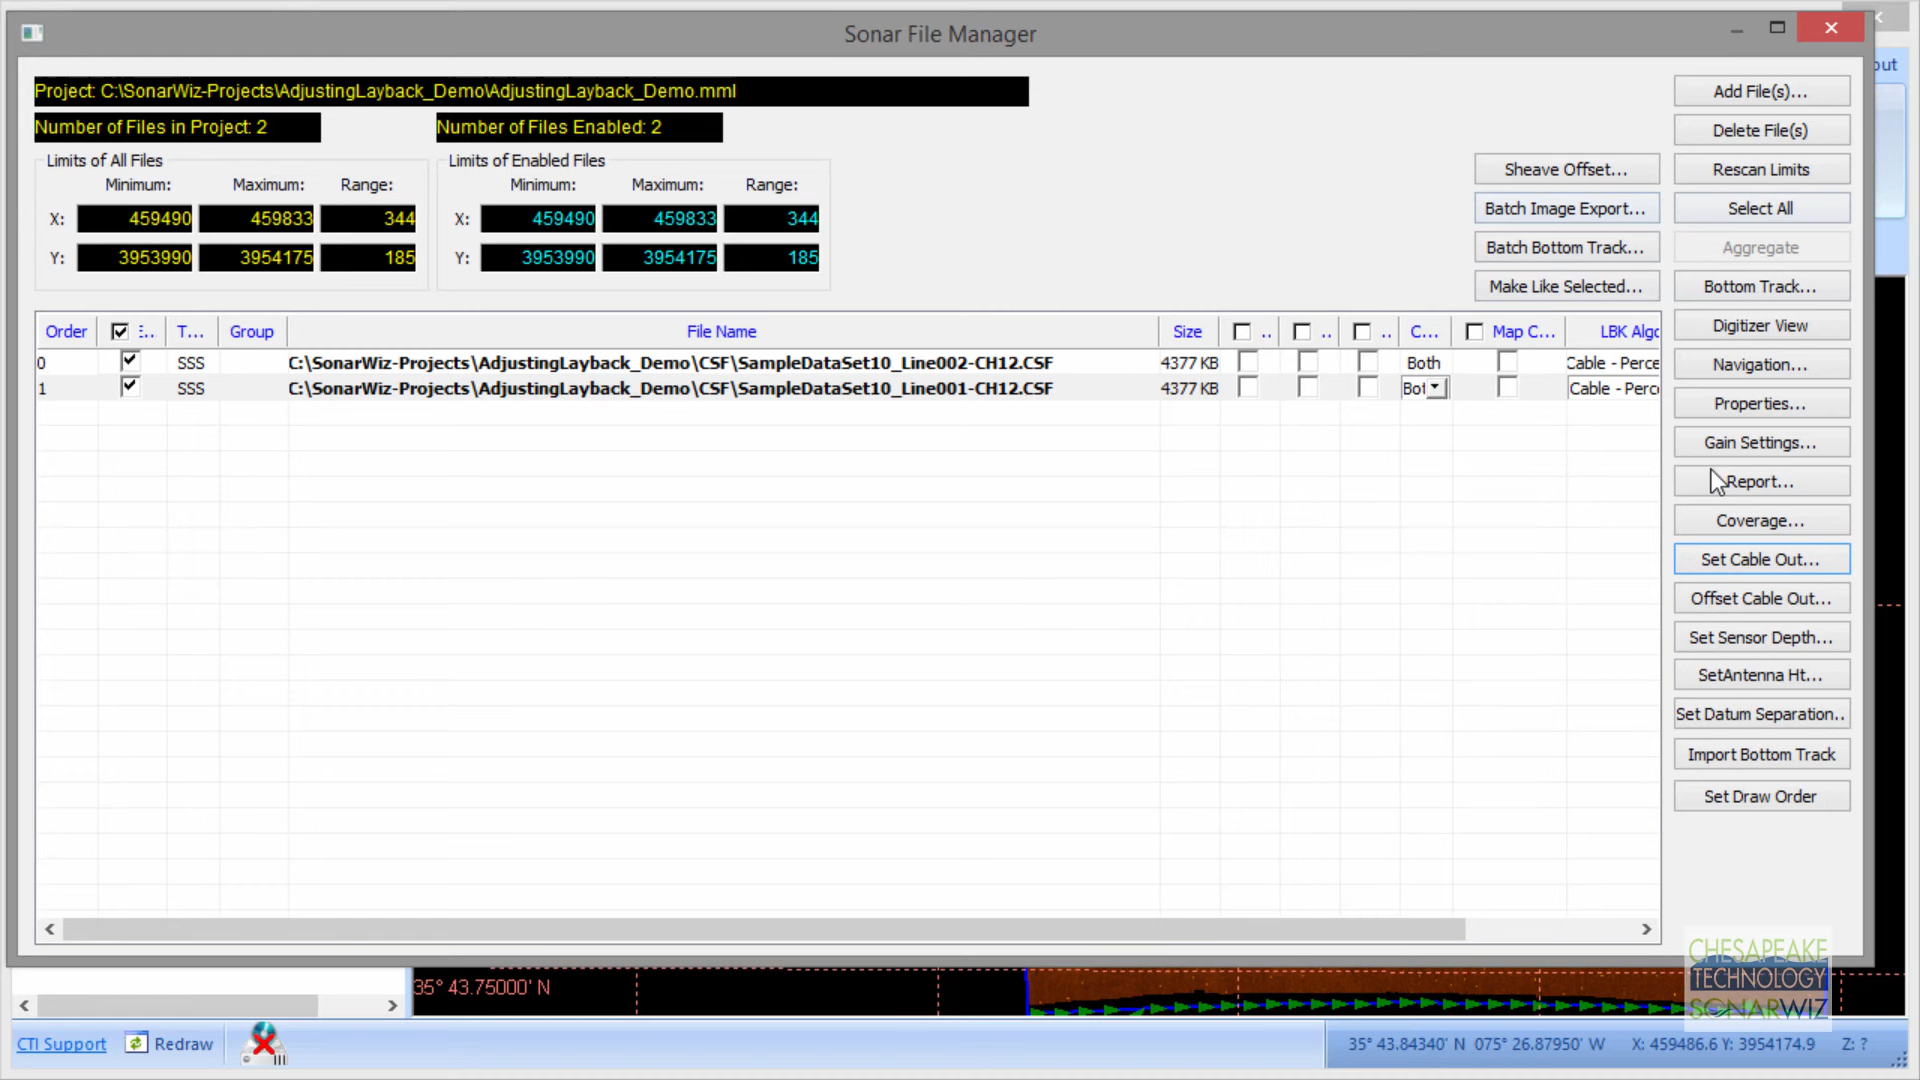 Sonar File Manager
out
Project: C:\SonarWiz-Projects\AdjustingLayback_Demo\AdjustingLayback_Demo.mml
Number of Files in Project: 2
Number of Files Enabled: 2
Limits of All Files
Minimum: Maximum: Range:
X: 459490 459833 344
Y: 3953990 3954175 185
Limits of Enabled Files
Minimum: Maximum: Range:
X: 459490 459833 344
Y: 3953990 3954175 185
Sheave Offset...
Batch Image Export...
Batch Bottom Track...
Make Like Selected...
Add File(s)...
Delete File(s)
Rescan Limits
Select All
Aggregate
Bottom Track...
Digitizer View
Navigation...
Properties...
Gain Settings...
Report...
Coverage...
Set Cable Out...
Offset Cable Out...
Set Sensor Depth...
SetAntenna Ht...
Set Datum Separation..
Import Bottom Track
Set Draw Order
Order T... Group File Name Size .. .. .. C... Map C... LBK Algo
0 SSS C:\SonarWiz-Projects\AdjustingLayback_Demo\CSF\SampleDataSet10_Line002-CH12.CSF 4377 KB Both Cable - Perce
1 SSS C:\SonarWiz-Projects\AdjustingLayback_Demo\CSF\SampleDataSet10_Line001-CH12.CSF 4377 KB Bot Cable - Perce
35° 43.75000' N
CHESAPEAKE
TECHNOLOGY
SONARWIZ
CTI Support Redraw
35° 43.84340' N 075° 26.87950' W X: 459486.6 Y: 3954174.9 Z: ?